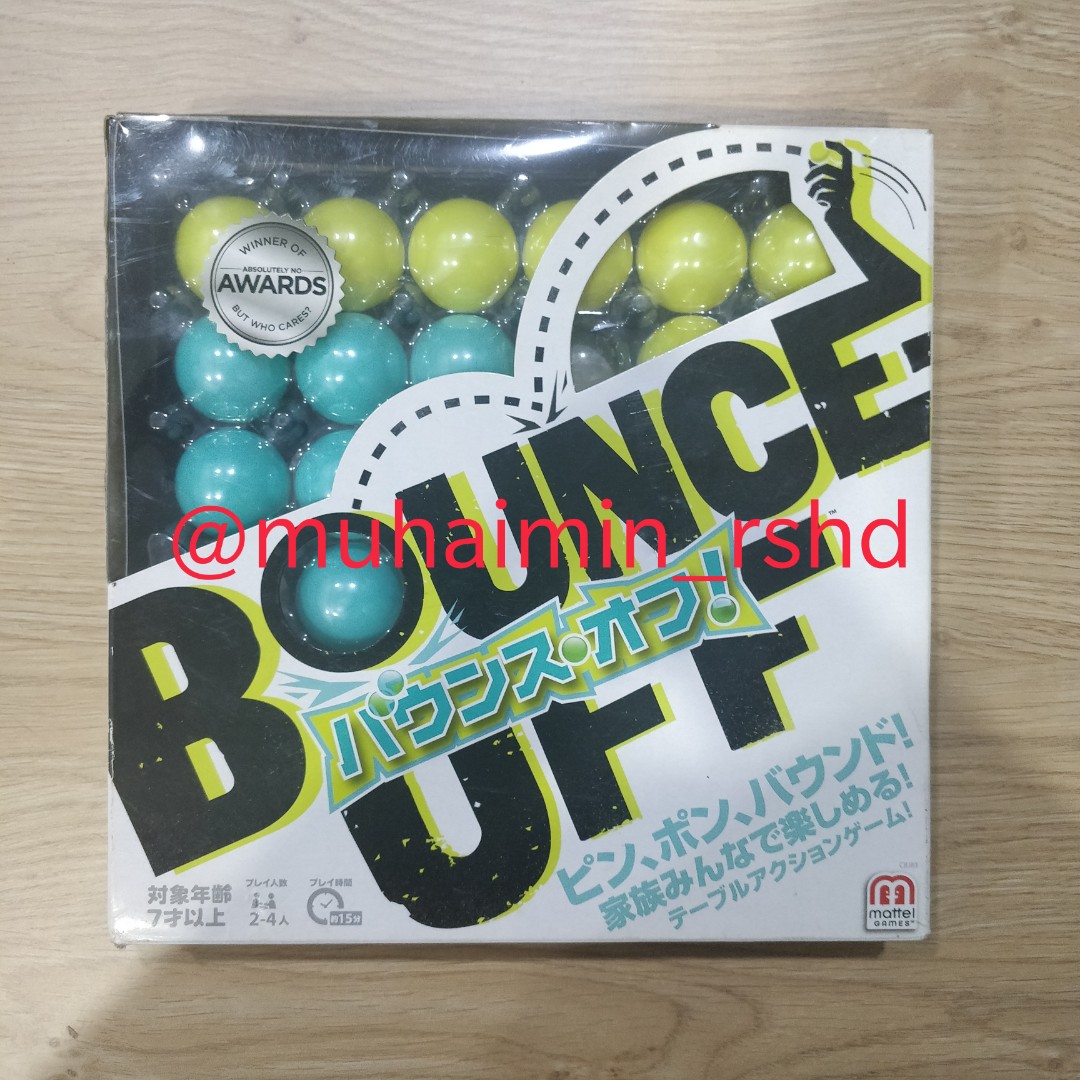 WINNER OF
ABSOLUTELY NO
AWARDS
BUT WHO CARES?
BOUNCE-
OFF
™
@muhaimin_rshd
バウンス・オフ!
ピン、ポン、バウンド!
家族みんなで楽しめる!
テーブルアクションゲーム!
対象年齢
7才以上
プレイ人数
2-4人
プレイ時間
約15分
mattel
GAMES™